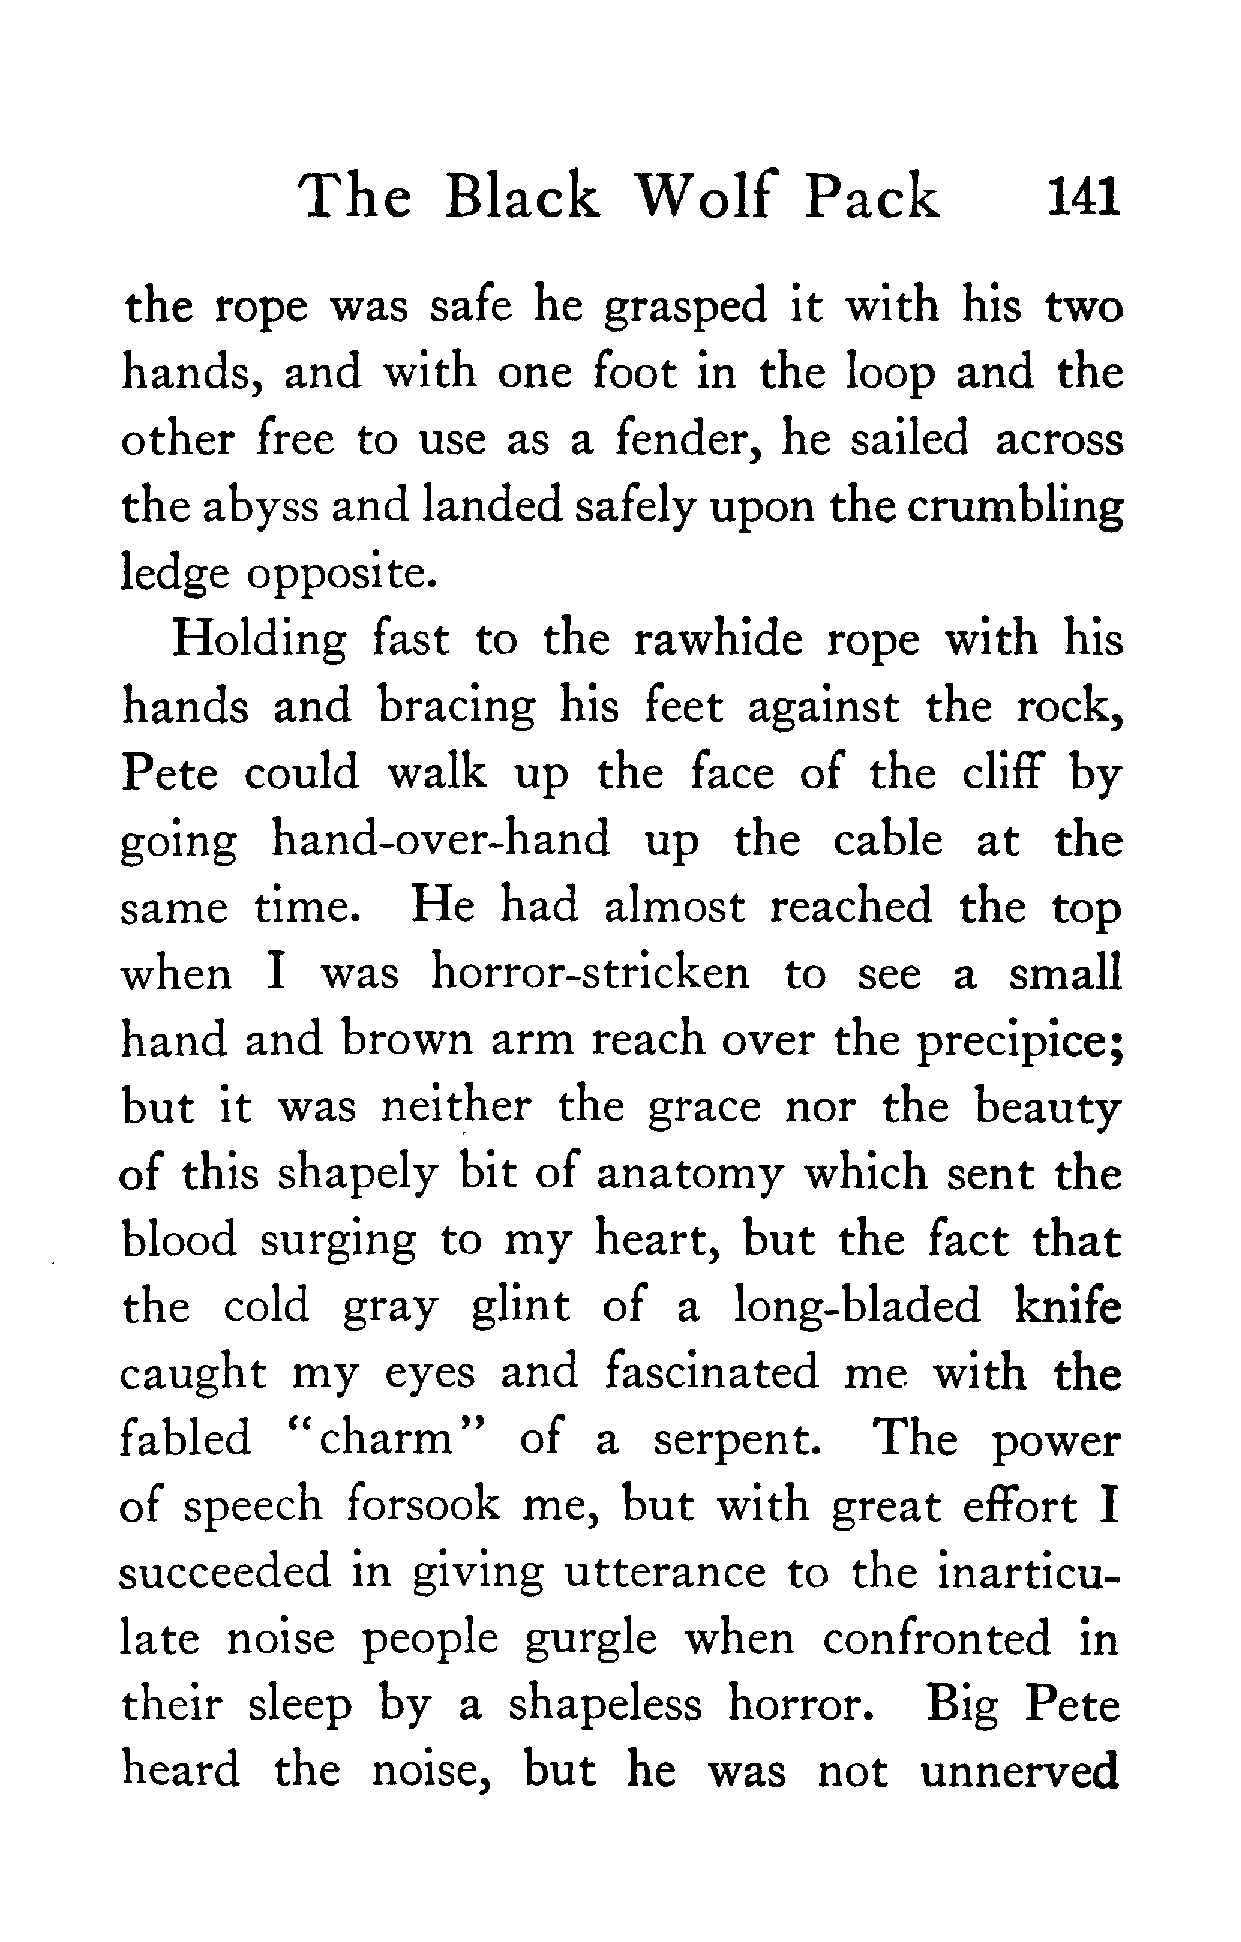 The Black Wolf Pack 141
the rope was safe he grasped it with his two
hands, and with one foot in the loop and the
other free to use as a fender, he sailed across
the abyss and landed safely upon the crumbling
ledge opposite.
Holding fast to the rawhide rope with his
hands and bracing his feet against the rock,
Pete could walk up the face of the cliff by
going hand-over-hand up the cable at the
same time. He had almost reached the top
when I was horror-stricken to see a small
hand and brown arm reach over the precipice;
but it was neither the grace nor the beauty
of this shapely bit of anatomy which sent the
blood surging to my heart, but the fact that
the cold gray glint of a long-bladed knife
caught my eyes and fascinated me with the
fabled "charm" of a serpent. The power
of speech forsook me, but with great effort I
succeeded in giving utterance to the inarticu-
late noise people gurgle when confronted in
their sleep by a shapeless horror. Big Pete
heard the noise, but he was not unnerved